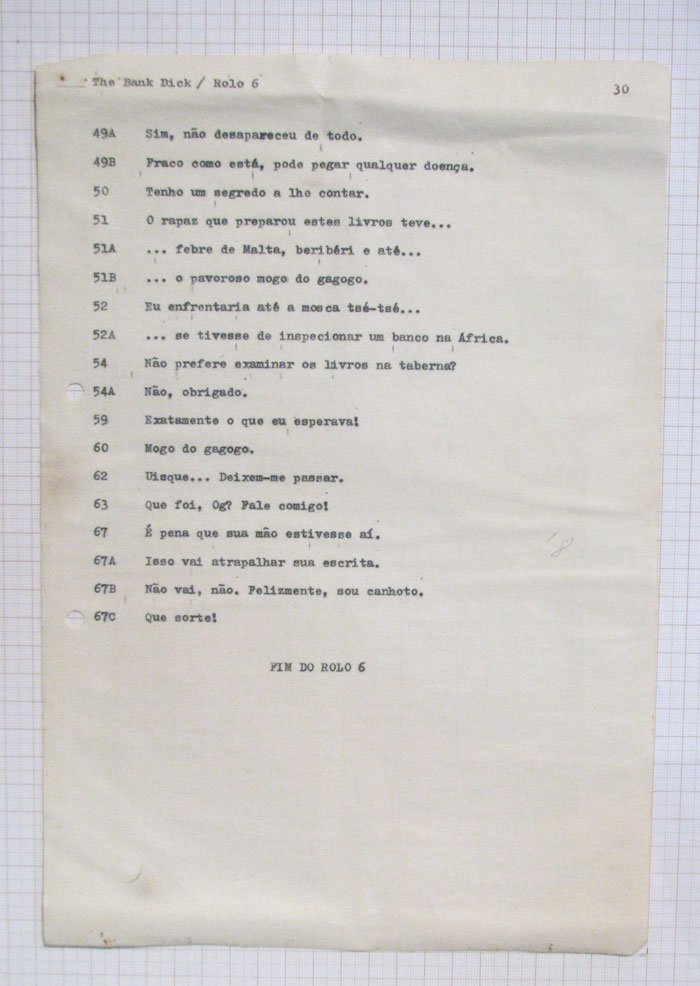 The Bank Dick / Rolo 6 30
49A Sim, não desapareceu de todo.
49B Fraco como está, pode pegar qualquer doença.
50 Tenho um segredo a lhe contar.
51 O rapaz que preparou estes livros teve...
51A ... febre de Malta, beribéri e até...
51B ... o pavoroso mogo do gagogo.
52 Eu enfrentaria até a mosca tsé-tsé...
52A ... se tivesse de inspecionar um banco na África.
54 Não prefere examinar os livros na taberna?
54A Não, obrigado.
59 Exatamente o que eu esperava!
60 Mogo do gagogo.
62 Uisque... Deixem-me passar.
63 Que foi, Og? Fale comigo!
67 É pena que sua mão estivesse aí.
67A Isso vai atrapalhar sua escrita.
67B Não vai, não. Felizmente, sou canhoto.
67C Que sorte!
FIM DO ROLO 6